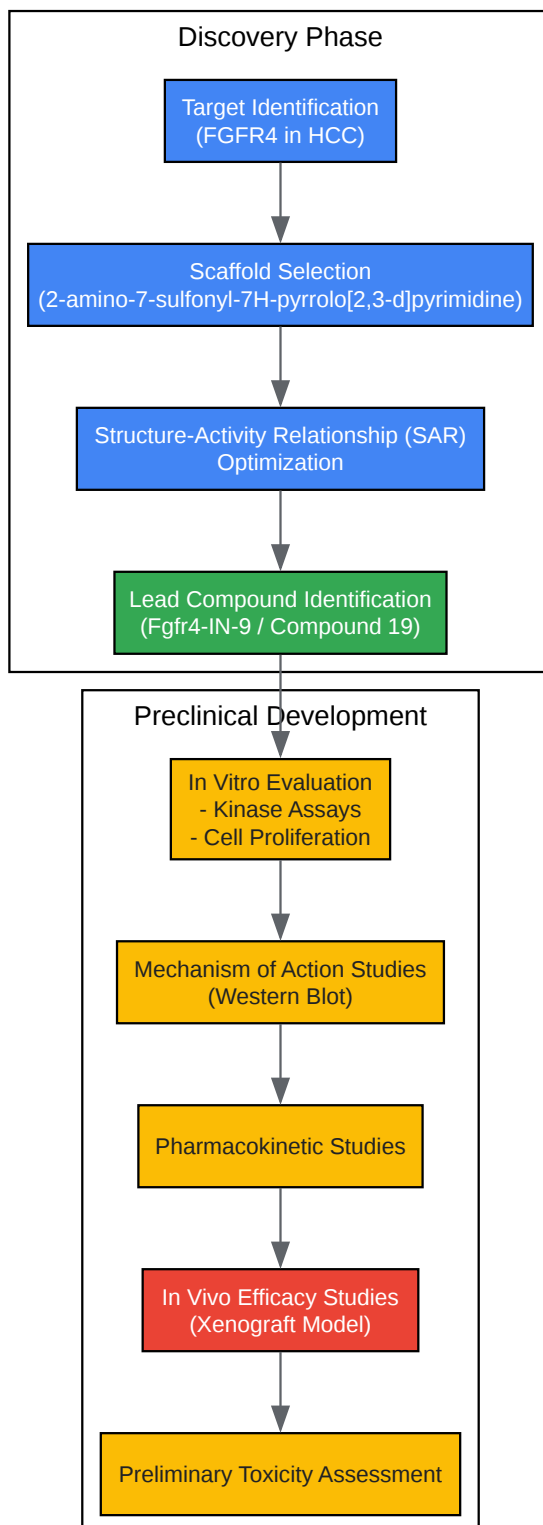 Discovery Phase
Target Identification
(FGFR4 in HCC)
Scaffold Selection
(2-amino-7-sulfonyl-7H-pyrrolo[2,3-d]pyrimidine)
Structure-Activity Relationship (SAR)
Optimization
Lead Compound Identification
(Fgfr4-IN-9 / Compound 19)
Preclinical Development
In Vitro Evaluation
- Kinase Assays
- Cell Proliferation
Mechanism of Action Studies
(Western Blot)
Pharmacokinetic Studies
In Vivo Efficacy Studies
(Xenograft Model)
Preliminary Toxicity Assessment